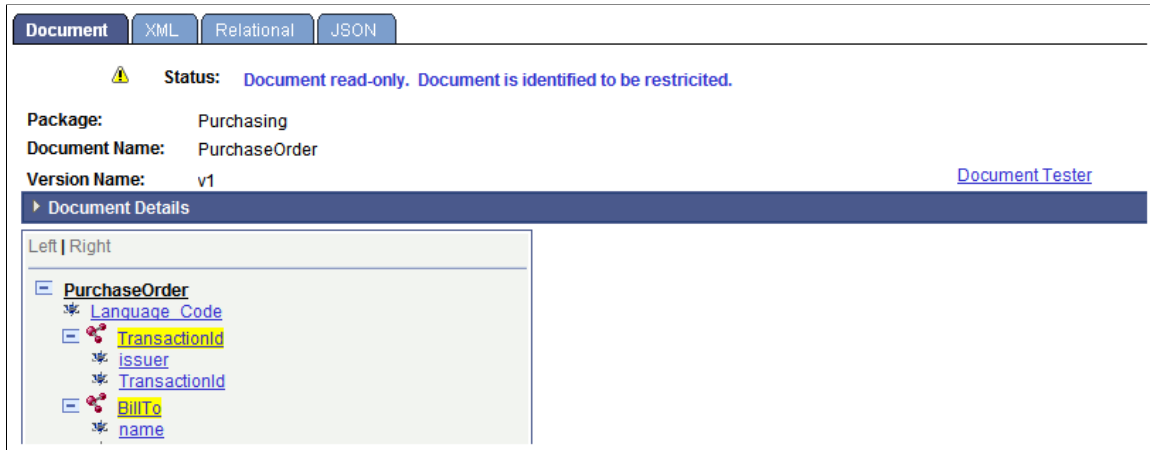 Document XML Relational JSON
Status: Document read-only. Document is identified to be restricited.
Package: Purchasing
Document Name: PurchaseOrder
Version Name: v1 Document Tester
Document Details
Left | Right
PurchaseOrder
Language_Code
TransactionId
issuer
TransactionId
BillTo
name